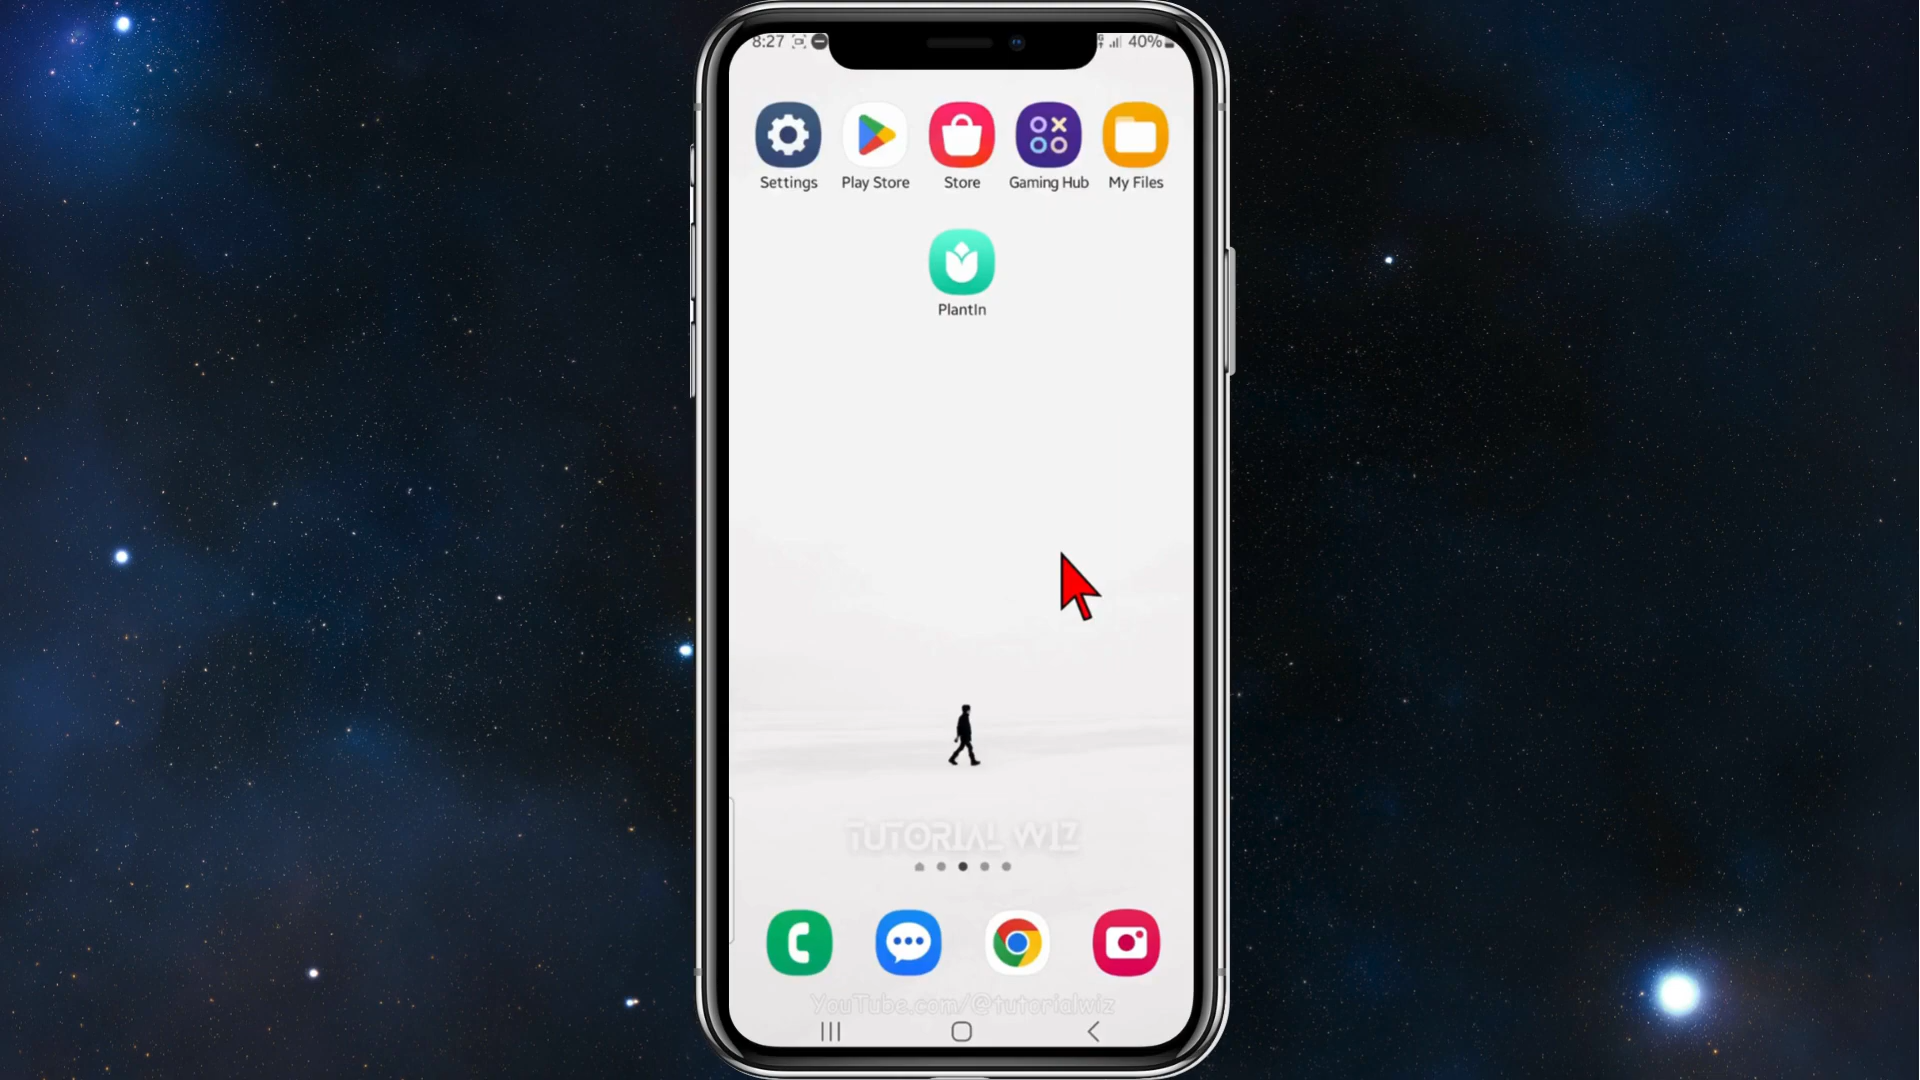 8:27 40%
Settings Play Store Store Gaming Hub My Files
PlantIn
TUTORIAL WIZ
YouTube.com/@tutorialwiz